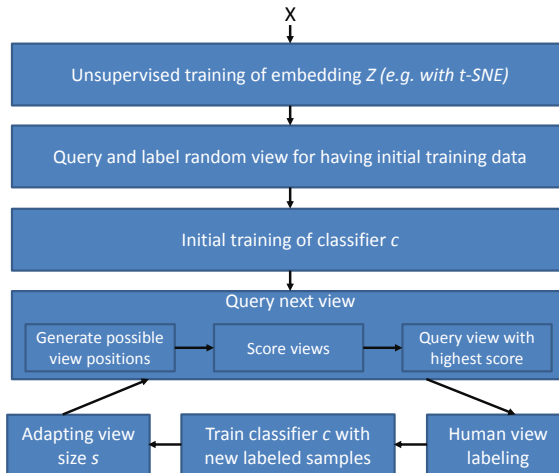 X
Unsupervised training of embedding Z (e.g. with t-SNE)
Query and label random view for having initial training data
Initial training of classifier c
Query next view
Generate possible
view positions
Score views
Query view with
highest score
Adapting view
size s
Train classifier c with
new labeled samples
Human view
labeling